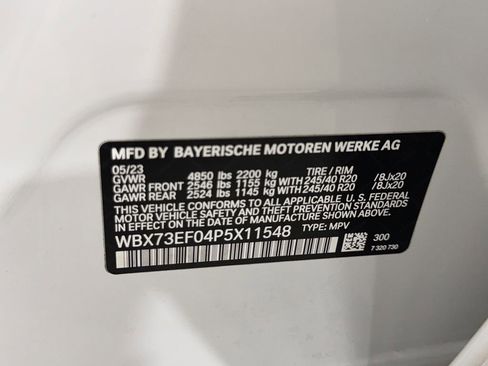 MFD BY BAYERISCHE MOTOREN WERKE AG
05/23
GVWR 4850 lbs 2200 kg TIRE / RIM
GAWR FRONT 2546 lbs 1155 kg WITH 245/40 R20 /8Jx20
GAWR REAR 2524 lbs 1145 kg WITH 245/40 R20 /8Jx20
THIS VEHICLE CONFORMS TO ALL APPLICABLE U.S. FEDERAL
MOTOR VEHICLE SAFETY, BUMPER, AND THEFT PREVENTION STANDARDS
IN EFFECT ON THE DATE OF MANUFACTURE SHOWN ABOVE.
WBX73EF04P5X11548 TYPE: MPV
300
7 320 730